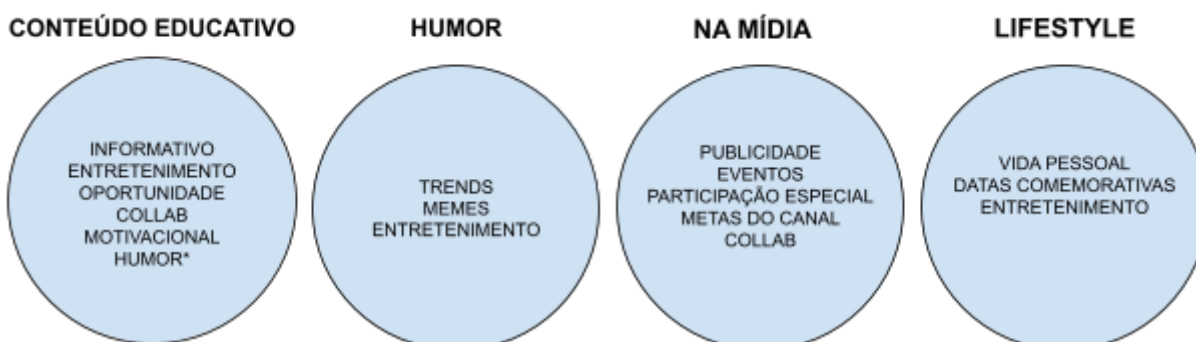 CONTEÚDO EDUCATIVO
INFORMATIVO
ENTRETENIMENTO
OPORTUNIDADE
COLLAB
MOTIVACIONAL
HUMOR*
HUMOR
TRENDS
MEMES
ENTRETENIMENTO
NA MÍDIA
PUBLICIDADE
EVENTOS
PARTICIPAÇÃO ESPECIAL
METAS DO CANAL
COLLAB
LIFESTYLE
VIDA PESSOAL
DATAS COMEMORATIVAS
ENTRETENIMENTO